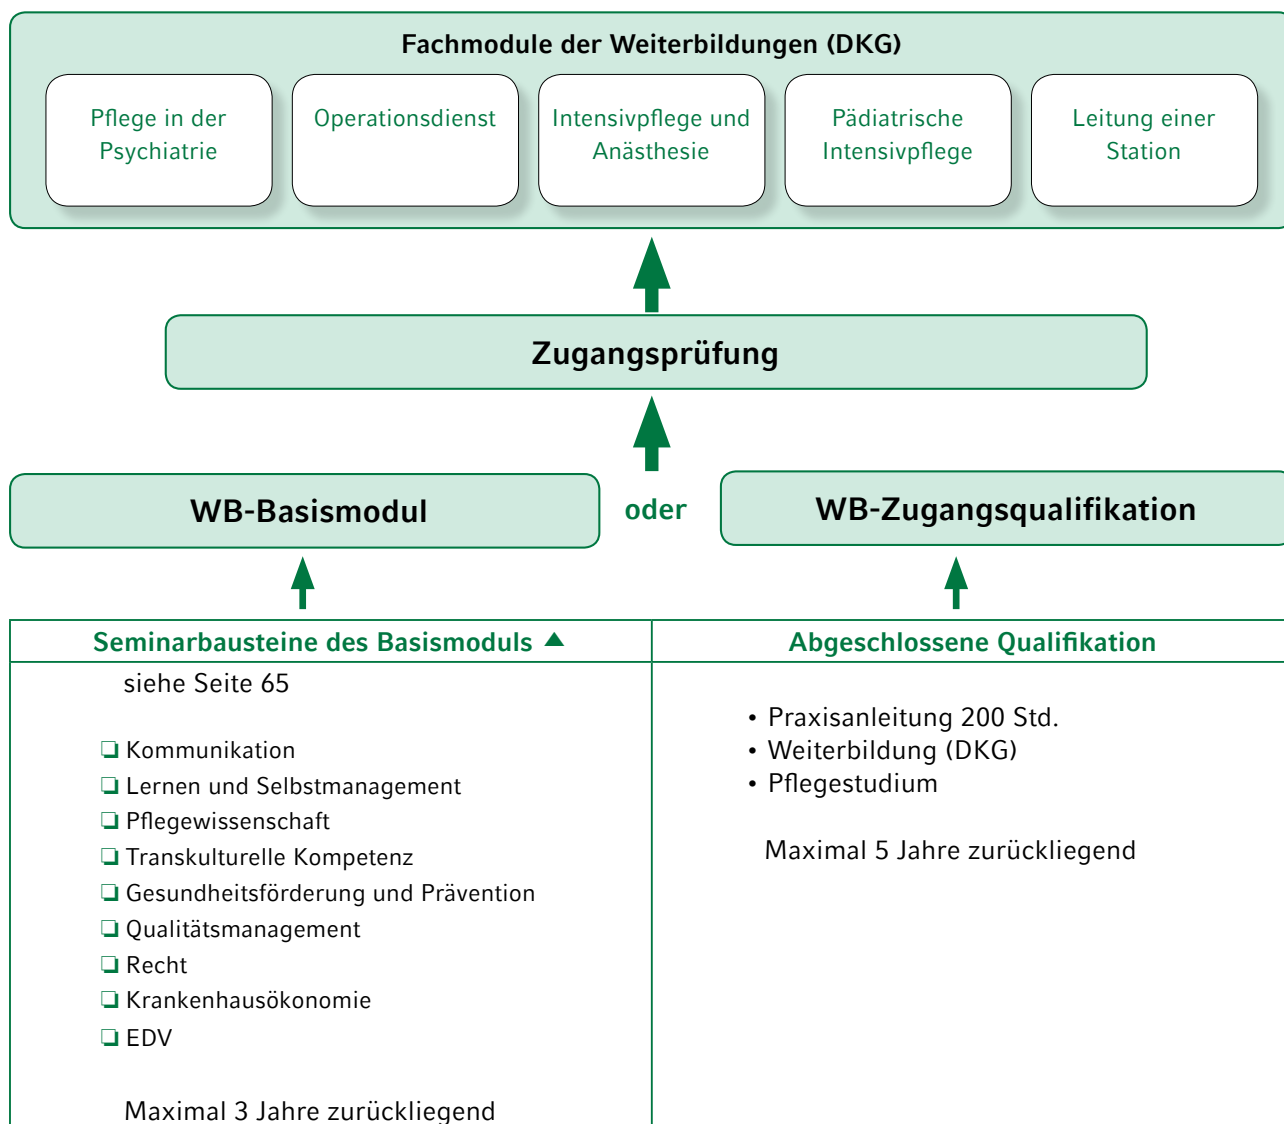 Fachmodule der Weiterbildungen (DKG)
Pflege in der
Psychiatrie
Operationsdienst
Intensivpflege und
Anästhesie
Pädiatrische
Intensivpflege
Leitung einer
Station
Zugangsprüfung
WB-Basismodul
oder
WB-Zugangsqualifikation
Seminarbausteine des Basismoduls ▲
siehe Seite 65
❏ Kommunikation
❏ Lernen und Selbstmanagement
❏ Pflegewissenschaft
❏ Transkulturelle Kompetenz
❏ Gesundheitsförderung und Prävention
❏ Qualitätsmanagement
❏ Recht
❏ Krankenhausökonomie
❏ EDV
Maximal 3 Jahre zurückliegend
Abgeschlossene Qualifikation
• Praxisanleitung 200 Std.
• Weiterbildung (DKG)
• Pflegestudium
Maximal 5 Jahre zurückliegend